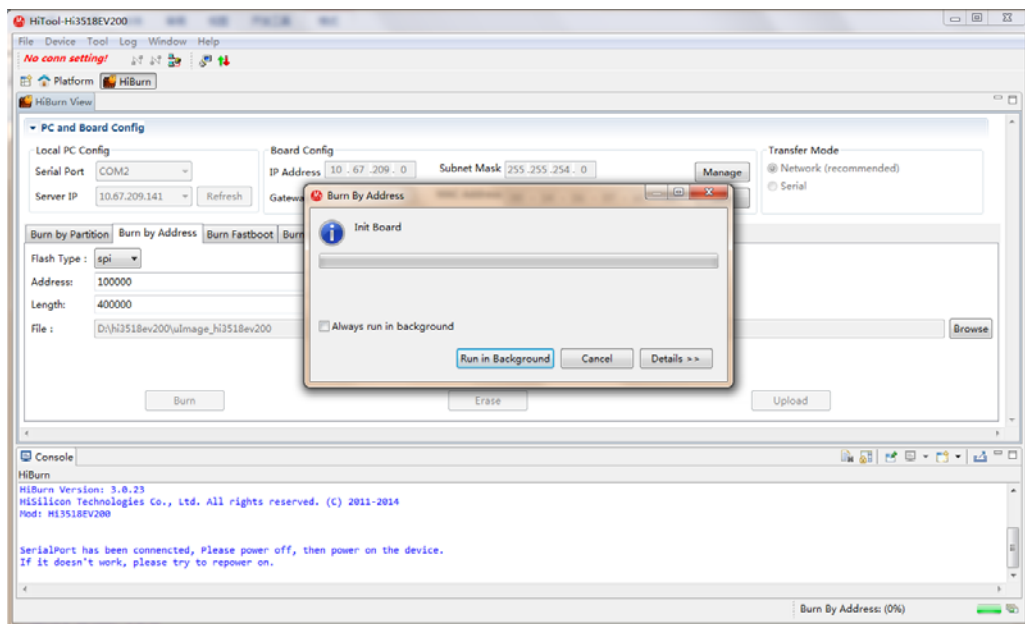 HiTool-Hi3518EV200
File Device Tool Log Window Help
No conn setting!
Platform HiBurn
HiBurn View
PC and Board Config
Local PC Config
Board Config
Transfer Mode
Serial Port COM2
IP Address 10 . 67 .209 . 0
Subnet Mask 255 .255 .254 . 0
Manage
Network (recommended)
Serial
Server IP 10.67.209.141 Refresh
Burn By Address
Burn by Partition Burn by Address Burn Fastboot Burn
Init Board
Flash Type : spi
Address: 100000
Length: 400000
File : D:\hi3518ev200\uImage_hi3518ev200
Browse
Always run in background
Run in Background Cancel Details >>
Burn Erase Upload
Console
HiBurn
HiBurn Version: 3.0.23
HiSilicon Technologies Co., Ltd. All rights reserved. (C) 2011-2014
Mod: Hi3518EV200
SerialPort has been connencted, Please power off, then power on the device.
If it doesn't work, please try to repower on.
Burn By Address: (0%)